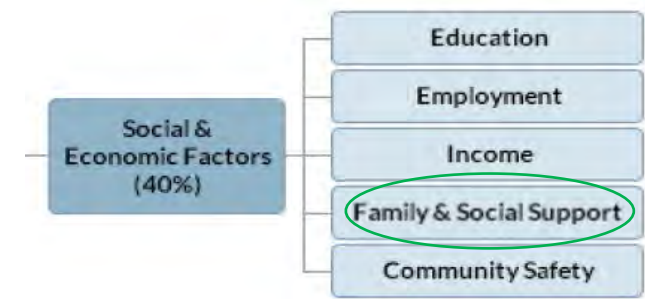 Social &
Economic Factors
(40%)
Education
Employment
Income
Family & Social Support
Community Safety